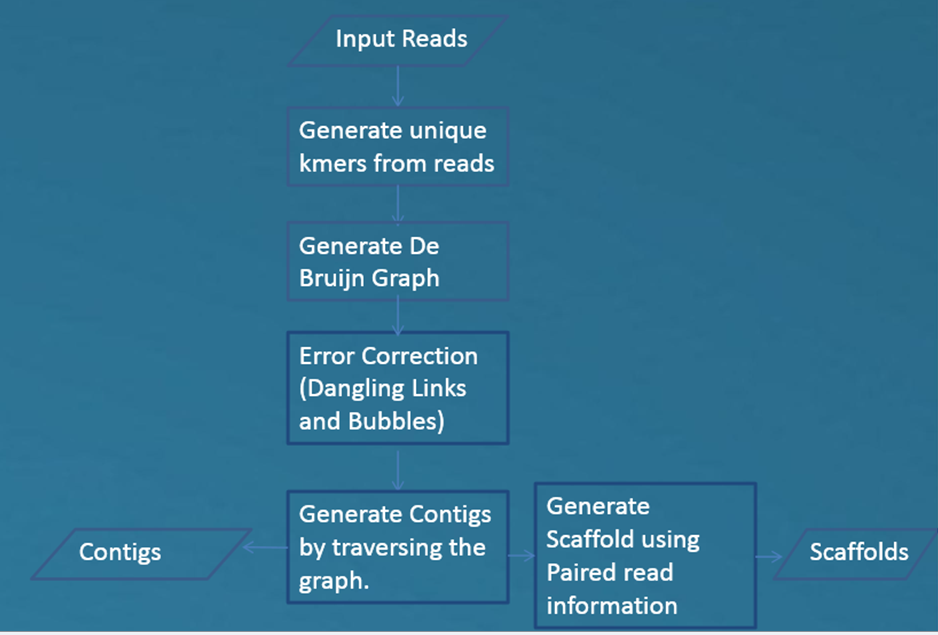 Input Reads
Generate unique
kmers from reads
Generate De
Bruijn Graph
Error Correction
(Dangling Links
and Bubbles)
Generate Contigs
by traversing the
graph.
Contigs
Generate
Scaffold using
Paired read
information
Scaffolds